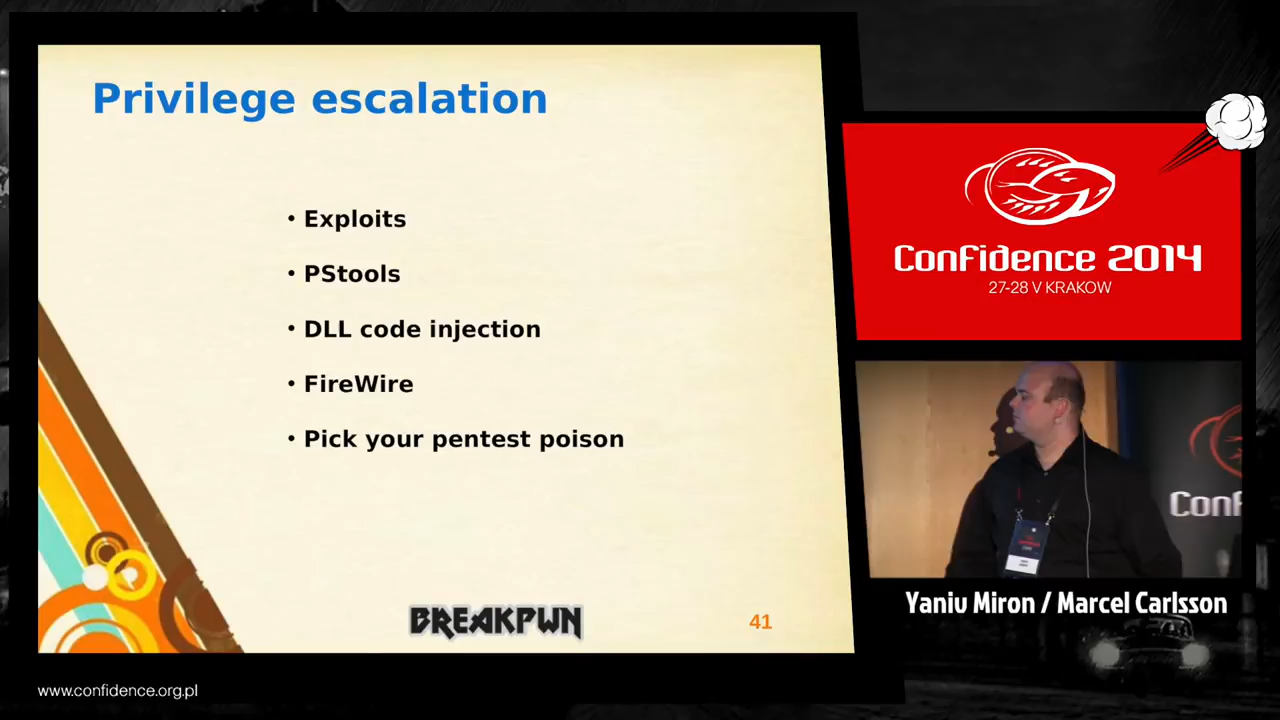 Privilege escalation
• Exploits
• PStools
• DLL code injection
• FireWire
• Pick your pentest poison
BREAKPWN
41
www.confidence.org.pl
ConFidence 2014
27-28 V KRAKOW
ConF
Yaniv Miron / Marcel Carlsson